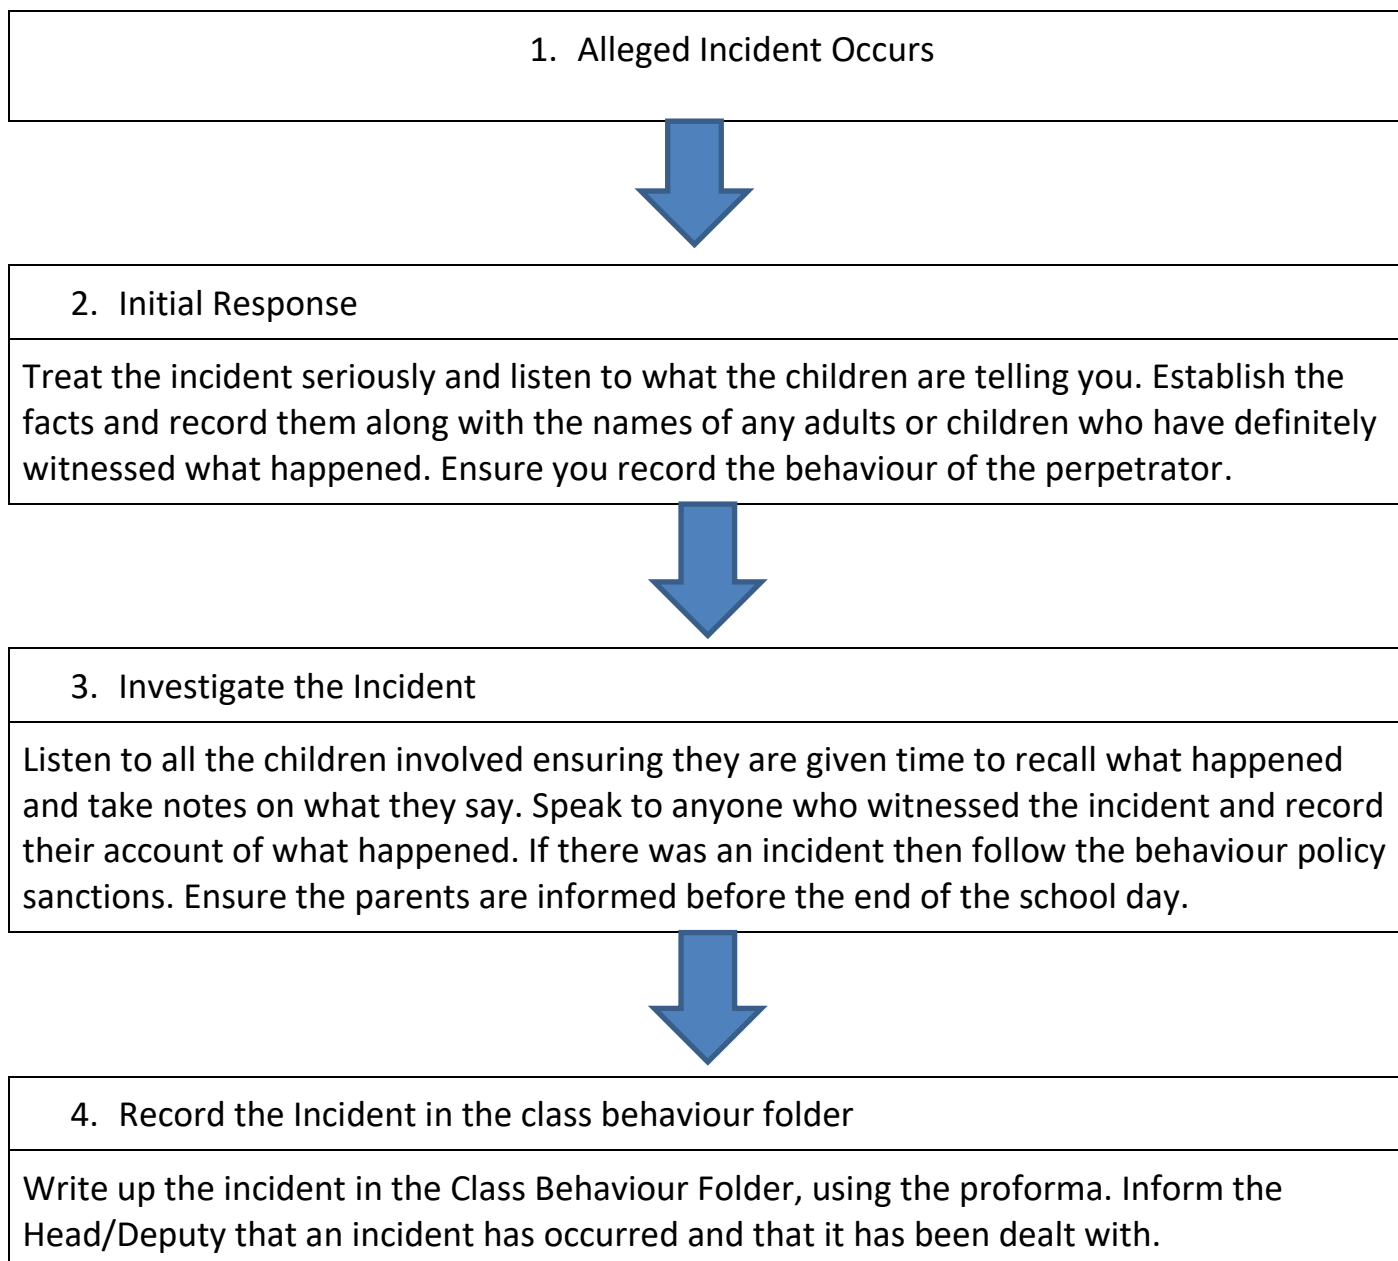 1. Alleged Incident Occurs
2. Initial Response
Treat the incident seriously and listen to what the children are telling you. Establish the
facts and record them along with the names of any adults or children who have definitely
witnessed what happened. Ensure you record the behaviour of the perpetrator.
3. Investigate the Incident
Listen to all the children involved ensuring they are given time to recall what happened
and take notes on what they say. Speak to anyone who witnessed the incident and record
their account of what happened. If there was an incident then follow the behaviour policy
sanctions. Ensure the parents are informed before the end of the school day.
4. Record the Incident in the class behaviour folder
Write up the incident in the Class Behaviour Folder, using the proforma. Inform the
Head/Deputy that an incident has occurred and that it has been dealt with.